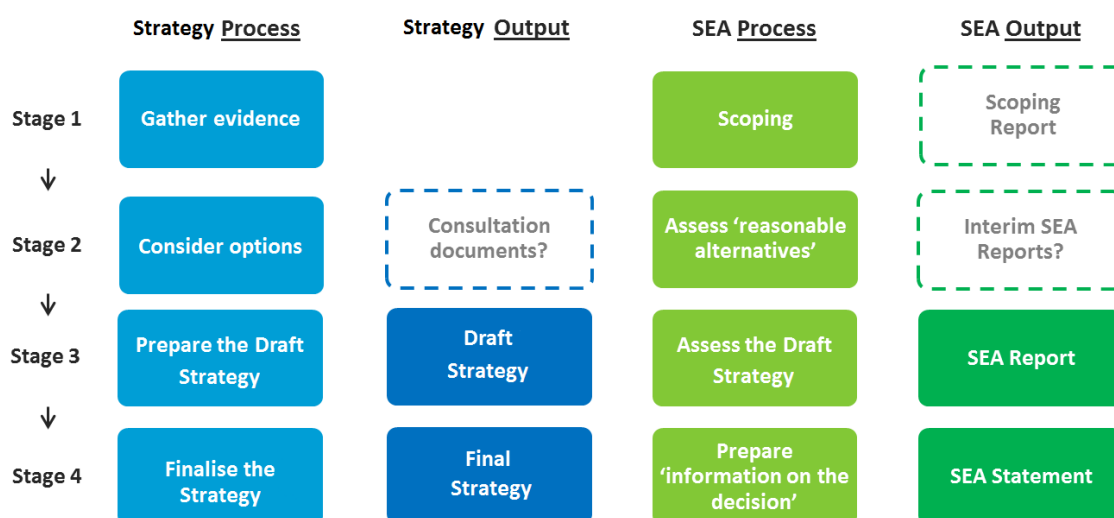 Strategy Process
Strategy Output
SEA Process
SEA Output
Stage 1
Gather evidence
Scoping
Scoping
Report
Stage 2
Consider options
Consultation
documents?
Assess ‘reasonable
alternatives’
Interim SEA
Reports?
Stage 3
Prepare the Draft
Strategy
Draft
Strategy
Assess the Draft
Strategy
SEA Report
Stage 4
Finalise the
Strategy
Final
Strategy
Prepare
‘information on the
decision’
SEA Statement